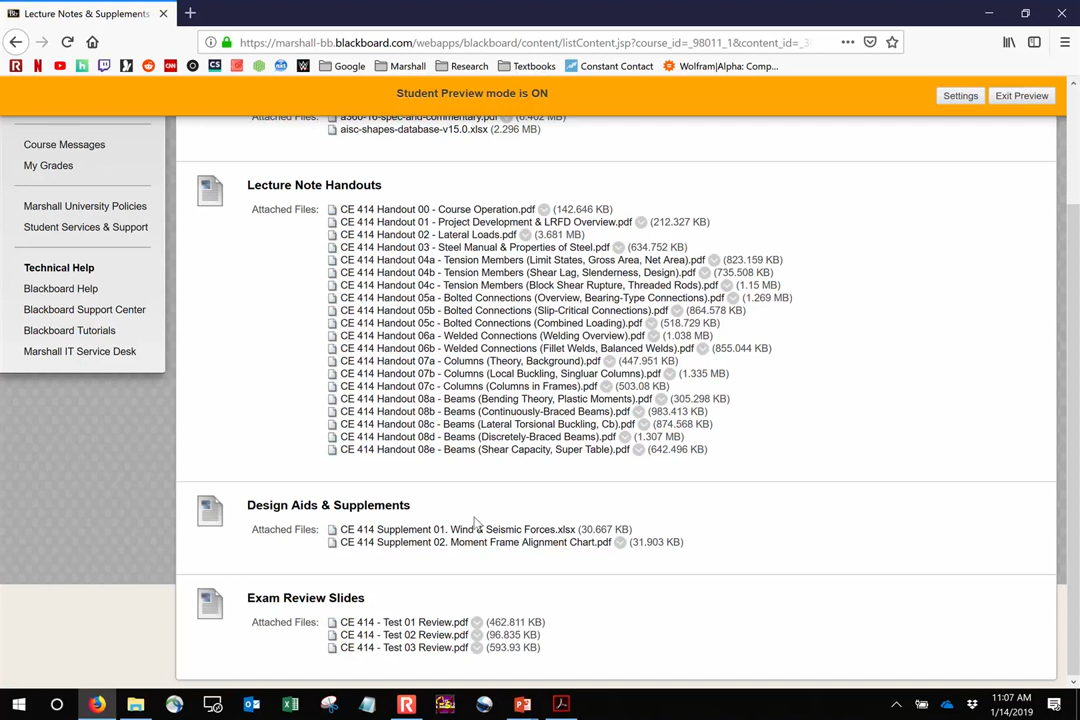 Lecture Notes & Supplements
https://marshall-bb.blackboard.com/webapps/blackboard/content/listContent.jsp?course_id=_98011_1&content_id=_3
Google
Marshall
Research
Textbooks
Constant Contact
Wolfram|Alpha: Comp...
Student Preview mode is ON
Settings
Exit Preview
Course Messages
My Grades
Marshall University Policies
Student Services & Support
Technical Help
Blackboard Help
Blackboard Support Center
Blackboard Tutorials
Marshall IT Service Desk
Attached Files: a360-16-spec-and-commentary.pdf (6.402 MB)
aisc-shapes-database-v15.0.xlsx (2.296 MB)
Lecture Note Handouts
Attached Files: CE 414 Handout 00 - Course Operation.pdf (142.646 KB)
CE 414 Handout 01 - Project Development & LRFD Overview.pdf (212.327 KB)
CE 414 Handout 02 - Lateral Loads.pdf (3.681 MB)
CE 414 Handout 03 - Steel Manual & Properties of Steel.pdf (634.752 KB)
CE 414 Handout 04a - Tension Members (Limit States, Gross Area, Net Area).pdf (823.159 KB)
CE 414 Handout 04b - Tension Members (Shear Lag, Slenderness, Design).pdf (735.508 KB)
CE 414 Handout 04c - Tension Members (Block Shear Rupture, Threaded Rods).pdf (1.15 MB)
CE 414 Handout 05a - Bolted Connections (Overview, Bearing-Type Connections).pdf (1.269 MB)
CE 414 Handout 05b - Bolted Connections (Slip-Critical Connections).pdf (864.578 KB)
CE 414 Handout 05c - Bolted Connections (Combined Loading).pdf (518.729 KB)
CE 414 Handout 06a - Welded Connections (Welding Overview).pdf (1.038 MB)
CE 414 Handout 06b - Welded Connections (Fillet Welds, Balanced Welds).pdf (855.044 KB)
CE 414 Handout 07a - Columns (Theory, Background).pdf (447.951 KB)
CE 414 Handout 07b - Columns (Local Buckling, Singluar Columns).pdf (1.335 MB)
CE 414 Handout 07c - Columns (Columns in Frames).pdf (503.08 KB)
CE 414 Handout 08a - Beams (Bending Theory, Plastic Moments).pdf (305.298 KB)
CE 414 Handout 08b - Beams (Continuously-Braced Beams).pdf (983.413 KB)
CE 414 Handout 08c - Beams (Lateral Torsional Buckling, Cb).pdf (874.568 KB)
CE 414 Handout 08d - Beams (Discretely-Braced Beams).pdf (1.307 MB)
CE 414 Handout 08e - Beams (Shear Capacity, Super Table).pdf (642.496 KB)
Design Aids & Supplements
Attached Files: CE 414 Supplement 01. Wind & Seismic Forces.xlsx (30.667 KB)
CE 414 Supplement 02. Moment Frame Alignment Chart.pdf (31.903 KB)
Exam Review Slides
Attached Files: CE 414 - Test 01 Review.pdf (462.811 KB)
CE 414 - Test 02 Review.pdf (96.835 KB)
CE 414 - Test 03 Review.pdf (593.93 KB)
11:07 AM
1/14/2019